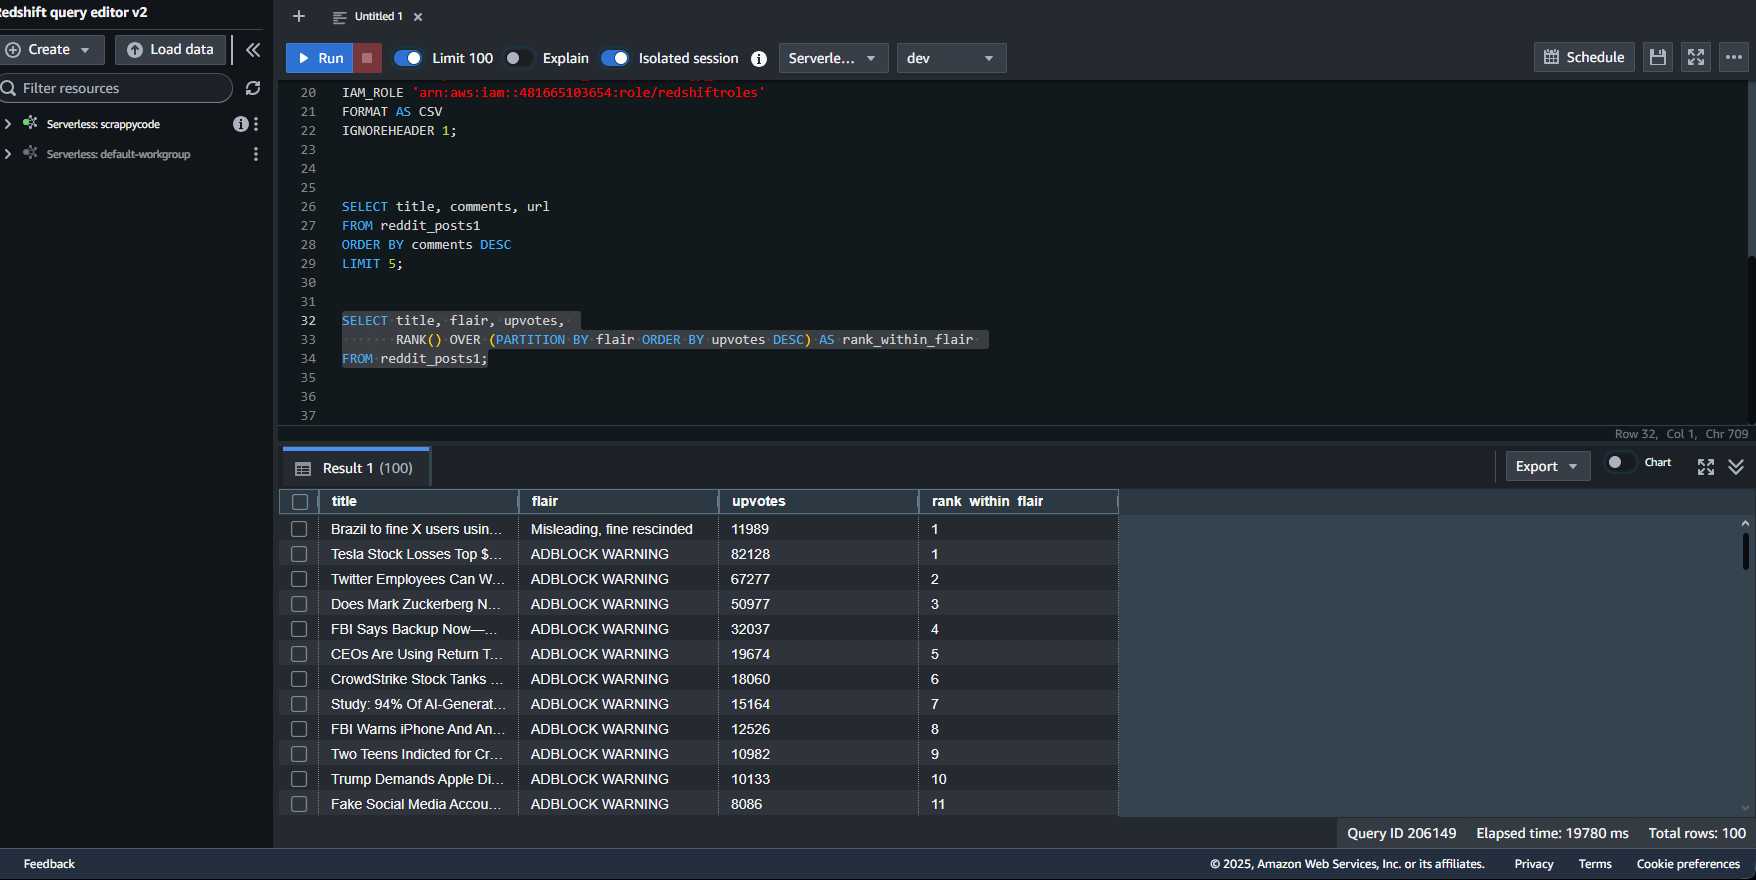 Redshift query editor v2
Create
Load data
Filter resources
Serverless: scrappycode
Serverless: default-workgroup
Untitled 1
Run
Limit 100
Explain
Isolated session
Serverle...
dev
Schedule
20 IAM_ROLE 'arn:aws:iam::481665103654:role/redshiftroles'
21 FORMAT AS CSV
22 IGNOREHEADER 1;
23
24
25
26 SELECT title, comments, url
27 FROM reddit_posts1
28 ORDER BY comments DESC
29 LIMIT 5;
30
31
32 SELECT title, flair, upvotes,
33 RANK() OVER (PARTITION BY flair ORDER BY upvotes DESC) AS rank_within_flair
34 FROM reddit_posts1;
35
36
37
Row 32, Col 1, Chr 709
Result 1 (100)
Export
Chart
title flair upvotes rank_within_flair
Brazil to fine X users usin... Misleading, fine rescinded 11989 1
Tesla Stock Losses Top $... ADBLOCK WARNING 82128 1
Twitter Employees Can W... ADBLOCK WARNING 67277 2
Does Mark Zuckerberg N... ADBLOCK WARNING 50977 3
FBI Says Backup Now—... ADBLOCK WARNING 32037 4
CEOs Are Using Return T... ADBLOCK WARNING 19674 5
CrowdStrike Stock Tanks ... ADBLOCK WARNING 18060 6
Study: 94% Of AI-Generat... ADBLOCK WARNING 15164 7
FBI Warns iPhone And An... ADBLOCK WARNING 12526 8
Two Teens Indicted for Cr... ADBLOCK WARNING 10982 9
Trump Demands Apple Di... ADBLOCK WARNING 10133 10
Fake Social Media Accou... ADBLOCK WARNING 8086 11
Query ID 206149 Elapsed time: 19780 ms Total rows: 100
Feedback
© 2025, Amazon Web Services, Inc. or its affiliates. Privacy Terms Cookie preferences